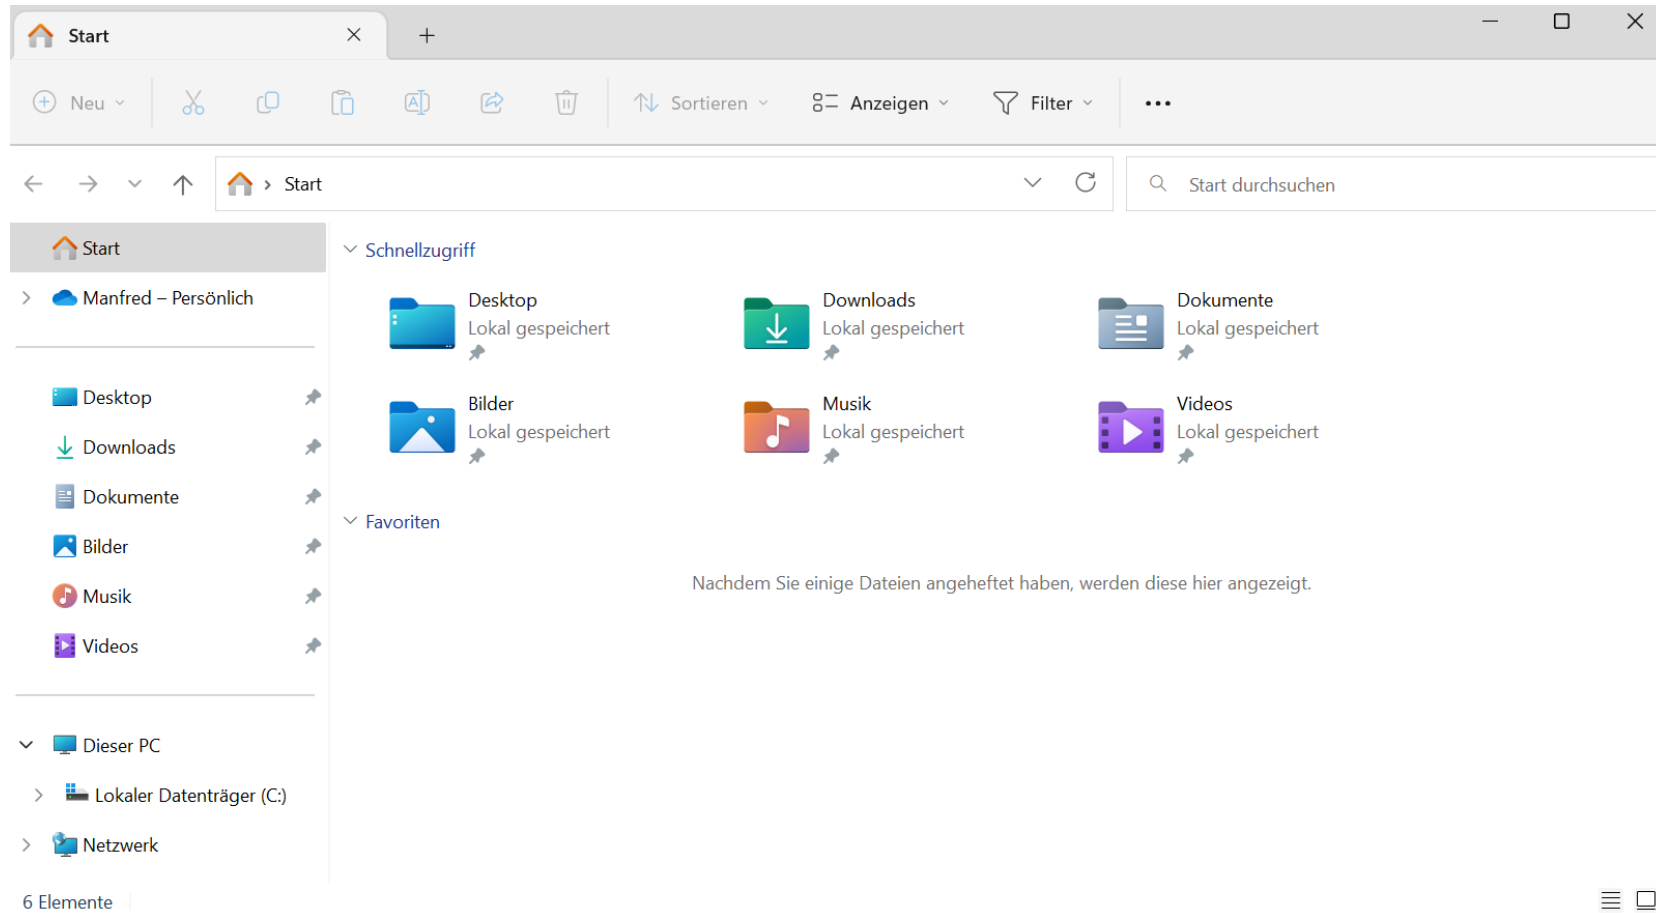 Start
Neu
Sortieren
Anzeigen
Filter
Start
Start durchsuchen
Start
Manfred – Persönlich
Desktop
Downloads
Dokumente
Bilder
Musik
Videos
Dieser PC
Lokaler Datenträger (C:)
Netzwerk
Schnellzugriff
Desktop
Lokal gespeichert
Downloads
Lokal gespeichert
Dokumente
Lokal gespeichert
Bilder
Lokal gespeichert
Musik
Lokal gespeichert
Videos
Lokal gespeichert
Favoriten
Nachdem Sie einige Dateien angeheftet haben, werden diese hier angezeigt.
6 Elemente